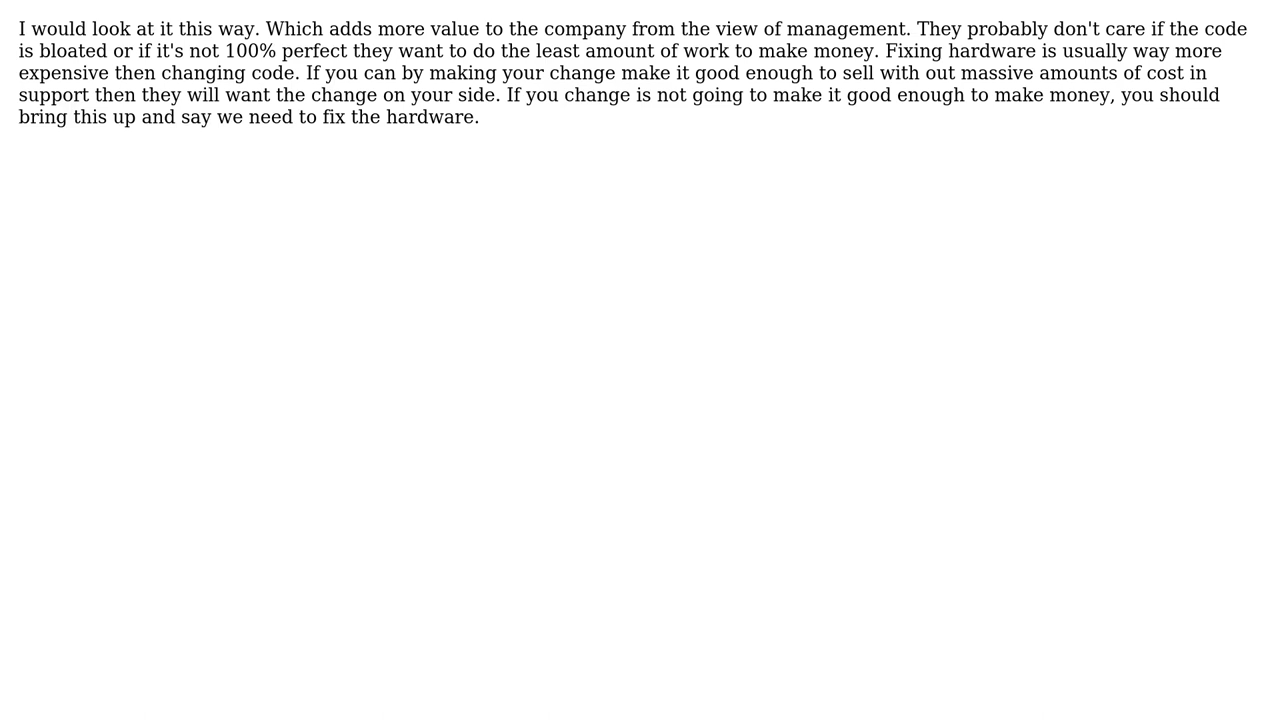 I would look at it this way. Which adds more value to the company from the view of management. They probably don't care if the code
is bloated or if it's not 100% perfect they want to do the least amount of work to make money. Fixing hardware is usually way more
expensive then changing code. If you can by making your change make it good enough to sell with out massive amounts of cost in
support then they will want the change on your side. If you change is not going to make it good enough to make money, you should
bring this up and say we need to fix the hardware.